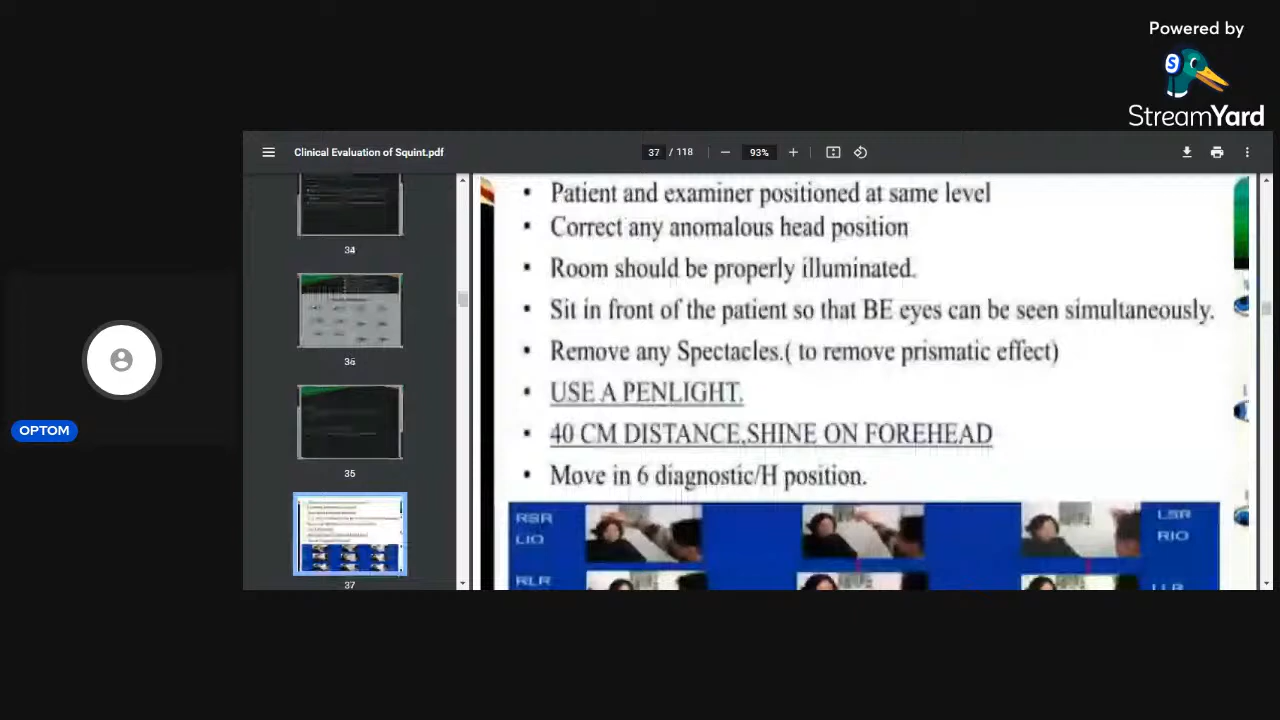 Powered by
S
StreamYard
Clinical Evaluation of Squint.pdf
37 / 118
93%
34
36
35
37
OPTOM
• Patient and examiner positioned at same level
• Correct any anomalous head position
• Room should be properly illuminated.
• Sit in front of the patient so that BE eyes can be seen simultaneously.
• Remove any Spectacles.( to remove prismatic effect)
• USE A PENLIGHT.
• 40 CM DISTANCE,SHINE ON FOREHEAD
• Move in 6 diagnostic/H position.
RSR
LIO
LSR
RIO
RLR
LLR